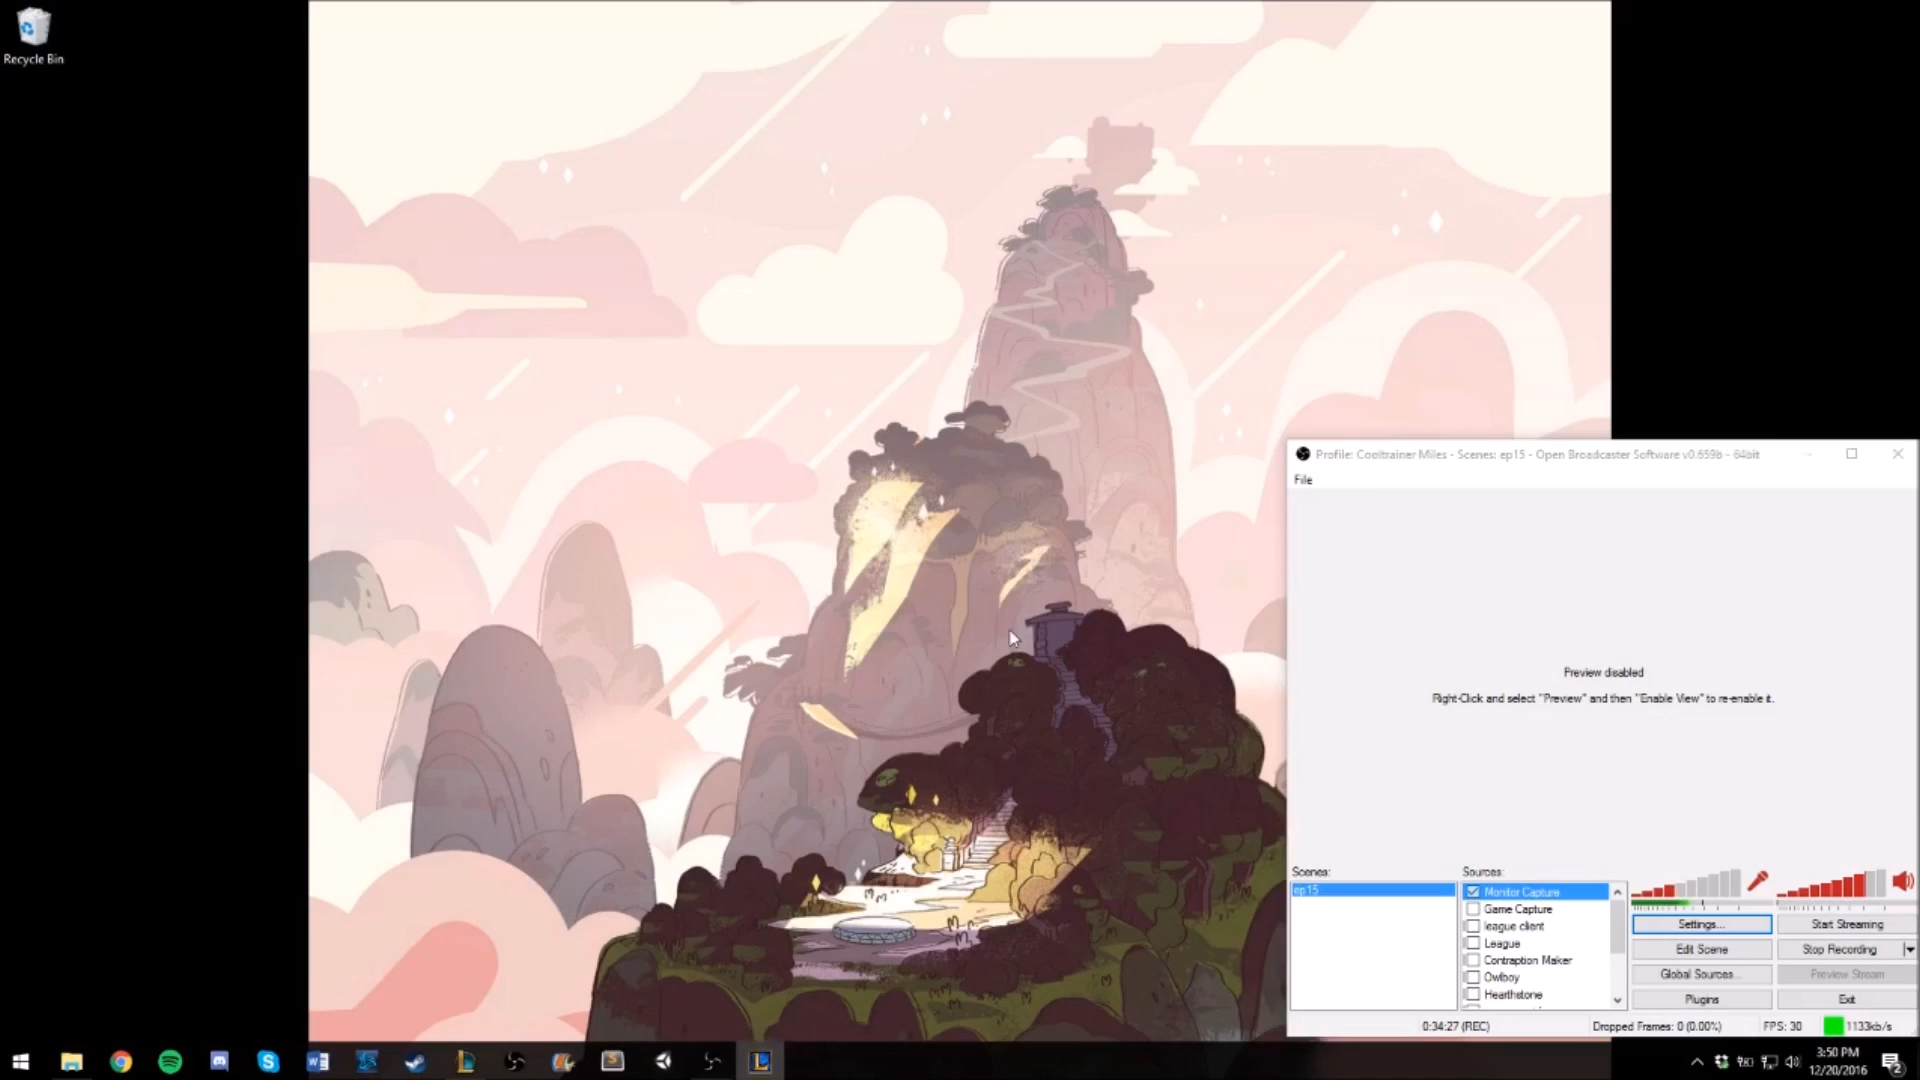 Recycle Bin
Profile: Cooltrainer Miles - Scenes: ep15 - Open Broadcaster Software v0.659b - 64bit
File
Preview disabled
Right-Click and select "Preview" and then "Enable View" to re-enable it.
Scenes:
ep15
Sources:
Monitor Capture
Game Capture
league client
League
Contraption Maker
Owlboy
Hearthstone
Settings...
Start Streaming
Edit Scene
Stop Recording
Global Sources...
Preview Stream
Plugins
Exit
0:34:27 (REC)
Dropped Frames: 0 (0.00%)
FPS: 30
1133kb/s
3:50 PM
12/20/2016
2